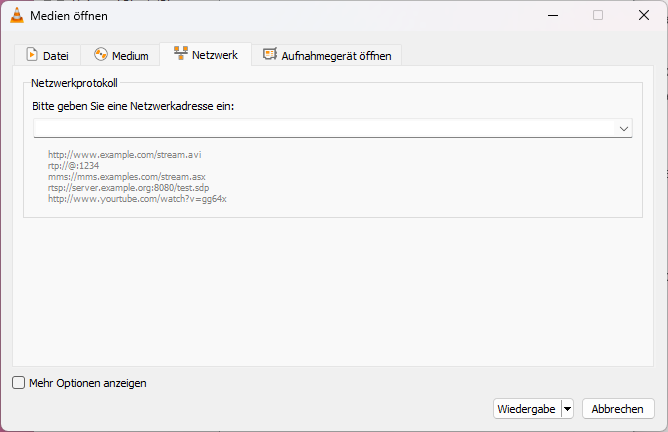 Medien öffnen
Datei
Medium
Netzwerk
Aufnahmegerät öffnen
Netzwerkprotokoll
Bitte geben Sie eine Netzwerkadresse ein:
http://www.example.com/stream.avi
rtp://@:1234
mms://mms.examples.com/stream.asx
rtsp://server.example.org:8080/test.sdp
http://www.yourtube.com/watch?v=gg64x
Mehr Optionen anzeigen
Wiedergabe
Abbrechen